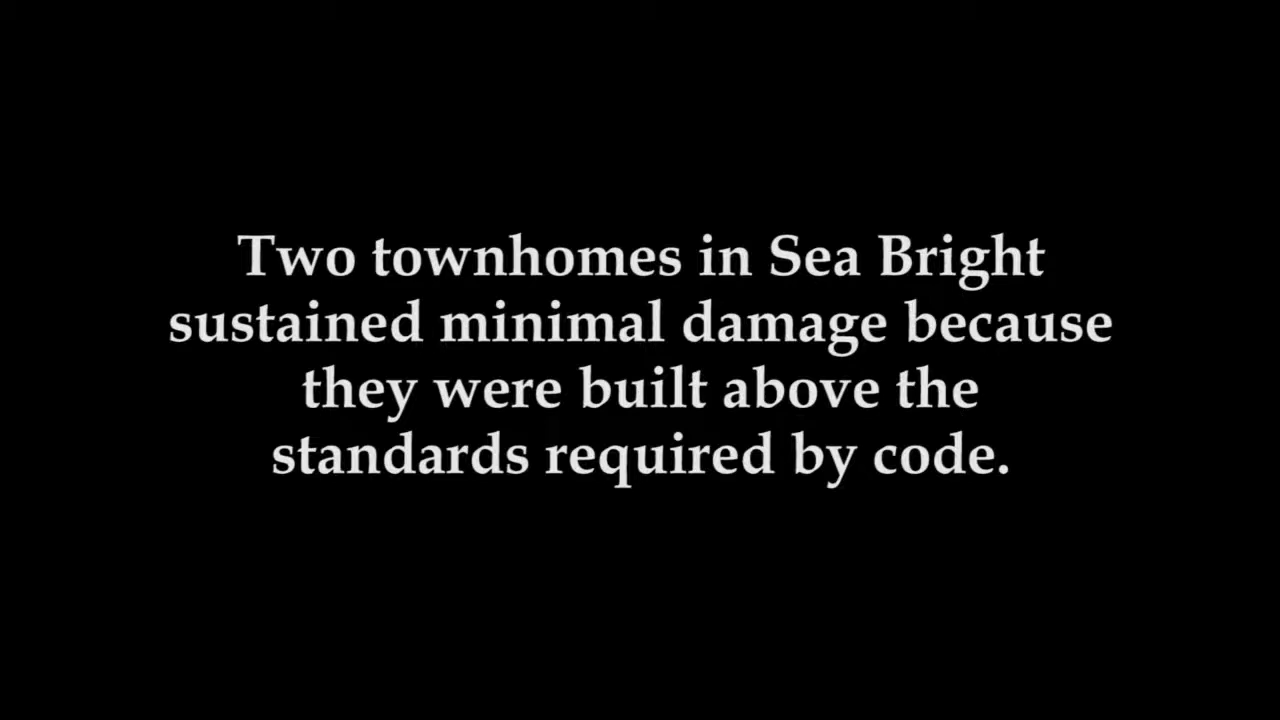 Two townhomes in Sea Bright
sustained minimal damage because
they were built above the
standards required by code.